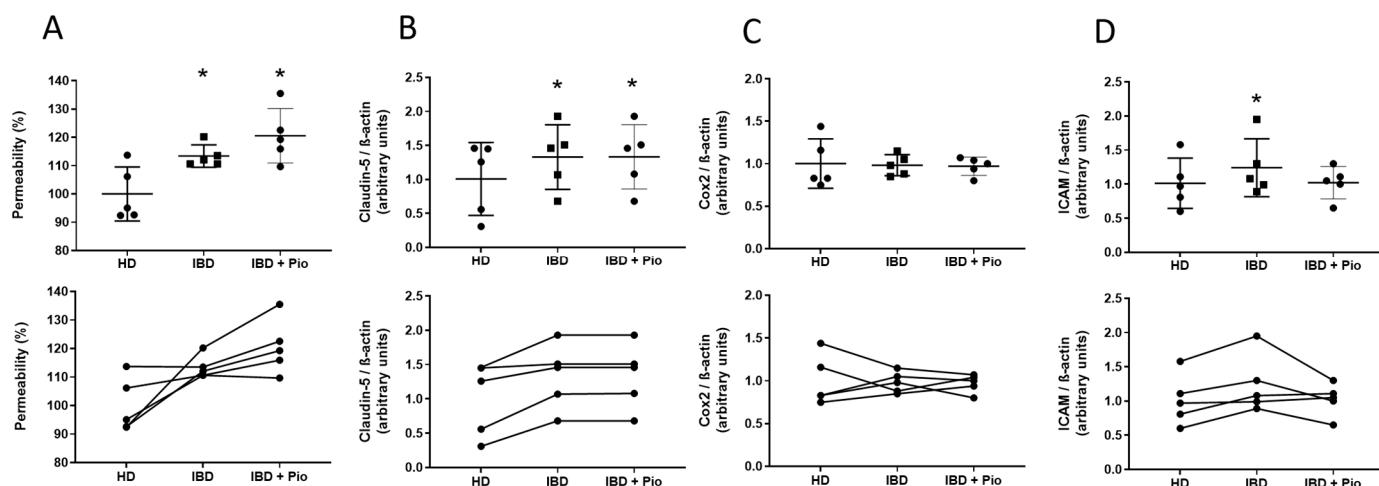 A
B
C
D
*
*
Permeability (%)
140
130
120
110
100
90
80
HD
IBD
IBD + Pio
*
*
Claudin-5 / ß-actin
(arbitrary units)
2.5
2.0
1.5
1.0
0.5
0.0
HD
IBD
IBD + Pio
Cox2 / ß-actin
(arbitrary units)
2.0
1.5
1.0
0.5
0.0
HD
IBD
IBD + Pio
*
ICAM / ß-actin
(arbitrary units)
2.5
2.0
1.5
1.0
0.5
0.0
HD
IBD
IBD + Pio
Permeability (%)
140
130
120
110
100
90
80
HD
IBD
IBD + Pio
Claudin-5 / ß-actin
(arbitrary units)
2.5
2.0
1.5
1.0
0.5
0.0
HD
IBD
IBD + Pio
Cox2 / ß-actin
(arbitrary units)
2.0
1.5
1.0
0.5
0.0
HD
IBD
IBD + Pio
ICAM / ß-actin
(arbitrary units)
2.5
2.0
1.5
1.0
0.5
0.0
HD
IBD
IBD + Pio